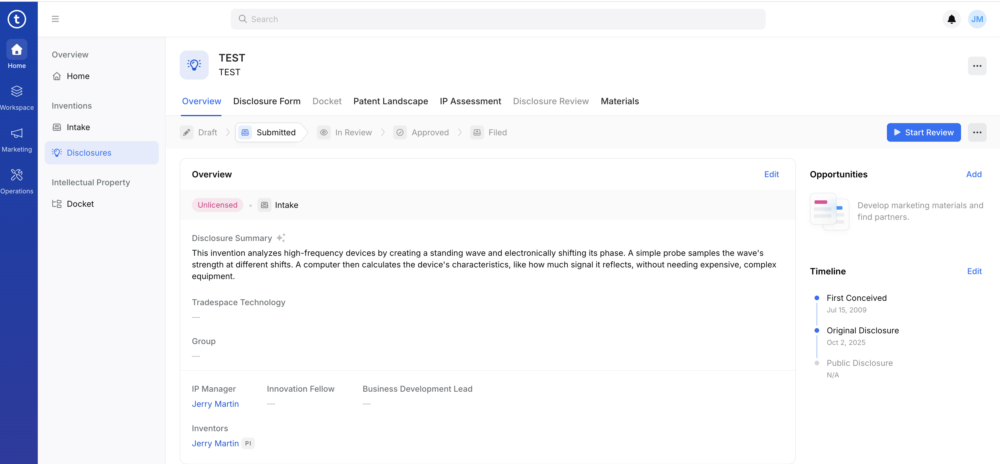 t
Search
JM
Home
Workspace
Marketing
Operations
Overview
Home
Inventions
Intake
Disclosures
Intellectual Property
Docket
TEST
TEST
Overview
Disclosure Form
Docket
Patent Landscape
IP Assessment
Disclosure Review
Materials
Draft
Submitted
In Review
Approved
Filed
Start Review
Overview
Edit
Unlicensed
Intake
Disclosure Summary
This invention analyzes high-frequency devices by creating a standing wave and electronically shifting its phase. A simple probe samples the wave's
strength at different shifts. A computer then calculates the device's characteristics, like how much signal it reflects, without needing expensive, complex
equipment.
Tradespace Technology
—
Group
—
IP Manager
Jerry Martin
Innovation Fellow
—
Business Development Lead
—
Inventors
Jerry Martin PI
Opportunities
Add
Develop marketing materials and
find partners.
Timeline
Edit
First Conceived
Jul 15, 2009
Original Disclosure
Oct 2, 2025
Public Disclosure
N/A